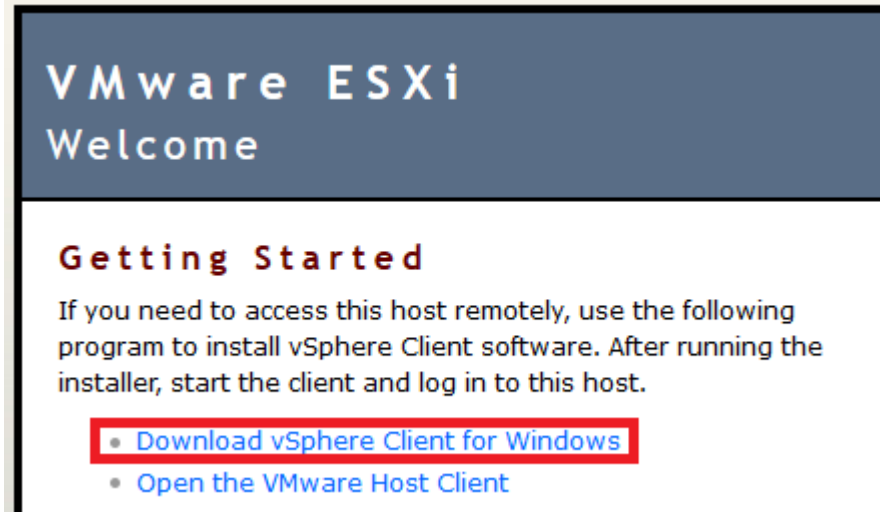 VMware ESXi
Welcome
Getting Started
If you need to access this host remotely, use the following
program to install vSphere Client software. After running the
installer, start the client and log in to this host.
Download vSphere Client for Windows
Open the VMware Host Client